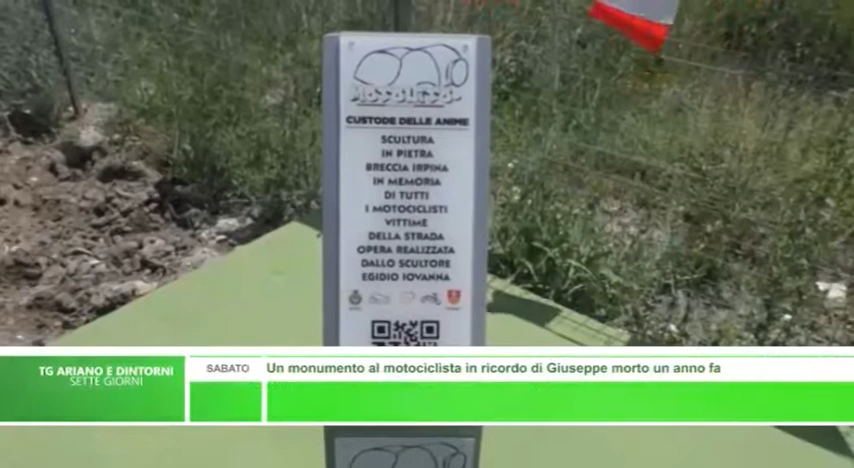 MOTOLITO
CUSTODE DELLE ANIME
SCULTURA
IN PIETRA
BRECCIA IRPINA
IN MEMORIA
DI TUTTI
I MOTOCICLISTI
VITTIME
DELLA STRADA
OPERA REALIZZATA
DALLO SCULTORE
EGIDIO IOVANNA
TG ARIANO E DINTORNI
SETTE GIORNI
SABATO
Un monumento al motociclista in ricordo di Giuseppe morto un anno fa